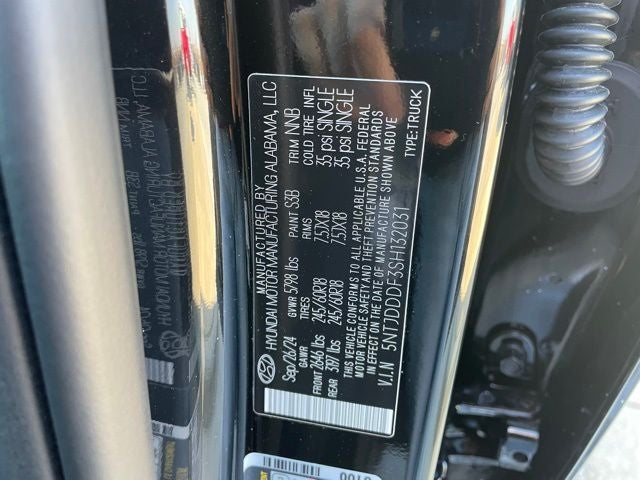 MANUFACTURED BY
HYUNDAI MOTOR MANUFACTURING ALABAMA, LLC
Sep/26/24 GVWR 5798 lbs PAINT S3B TRIM NNB
GAWR TIRES RIMS COLD TIRE INFL
FRONT 2646 lbs 245/60R18 7.5JX18 35 psi SINGLE
REAR 3197 lbs 245/60R18 7.5JX18 35 psi SINGLE
THIS VEHICLE CONFORMS TO ALL APPLICABLE U.S.A. FEDERAL
MOTOR VEHICLE SAFETY AND THEFT PREVENTION STANDARDS
IN EFFECT ON THE DATE OF MANUFACTURE SHOWN ABOVE
V.I.N 5NTJDDDF3SH132031 TYPE:TRUCK